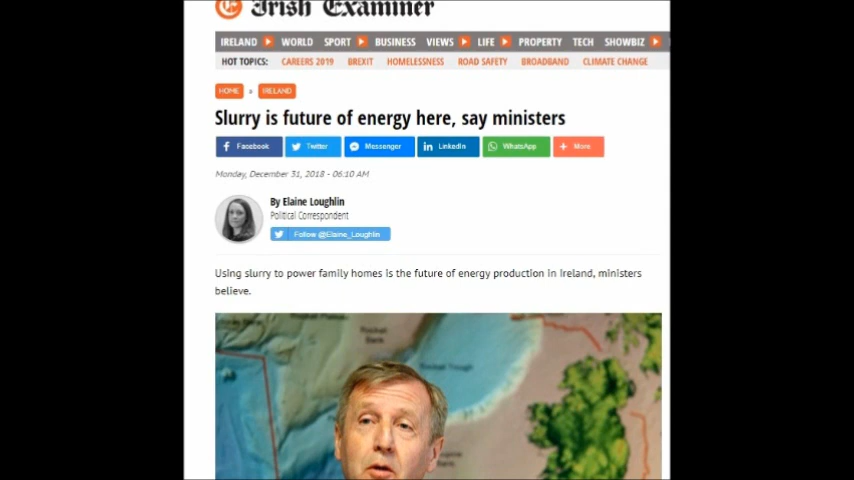 Irish Examiner
IRELAND WORLD SPORT BUSINESS VIEWS LIFE PROPERTY TECH SHOWBIZ
HOT TOPICS: CAREERS 2019 BREXIT HOMELESSNESS ROAD SAFETY BROADBAND CLIMATE CHANGE
HOME » IRELAND
Slurry is future of energy here, say ministers
Facebook Twitter Messenger LinkedIn WhatsApp More
Monday, December 31, 2018 - 06:10 AM
By Elaine Loughlin
Political Correspondent
Follow @Elaine_Loughlin
Using slurry to power family homes is the future of energy production in Ireland, ministers
believe.
Rockall Trough